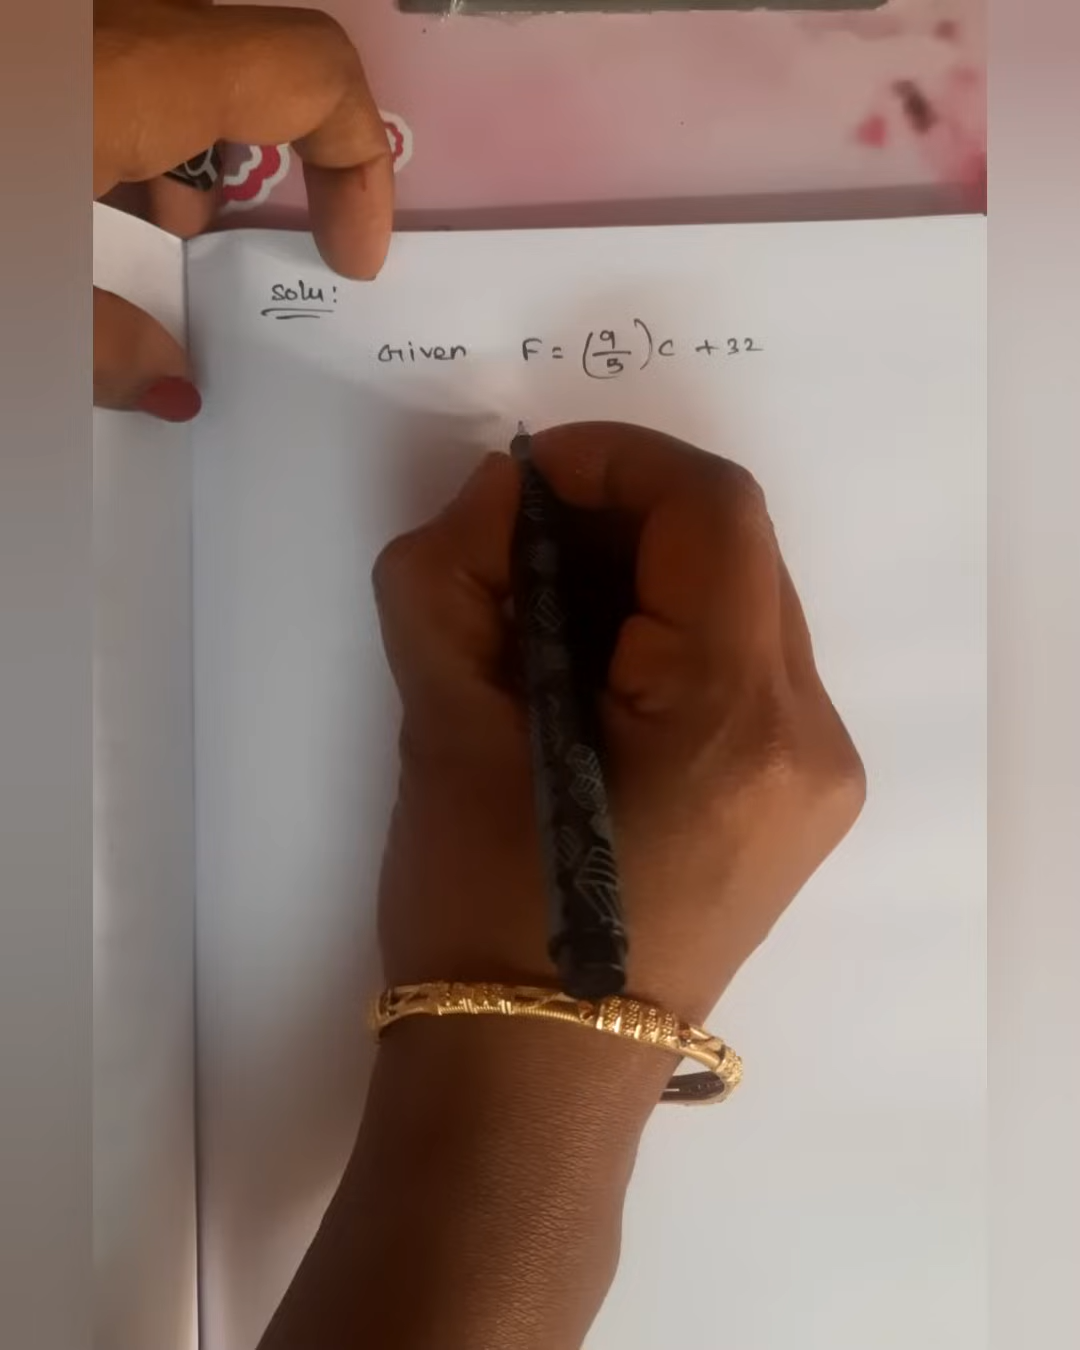 Solu:
Given F = (9/5) C + 32